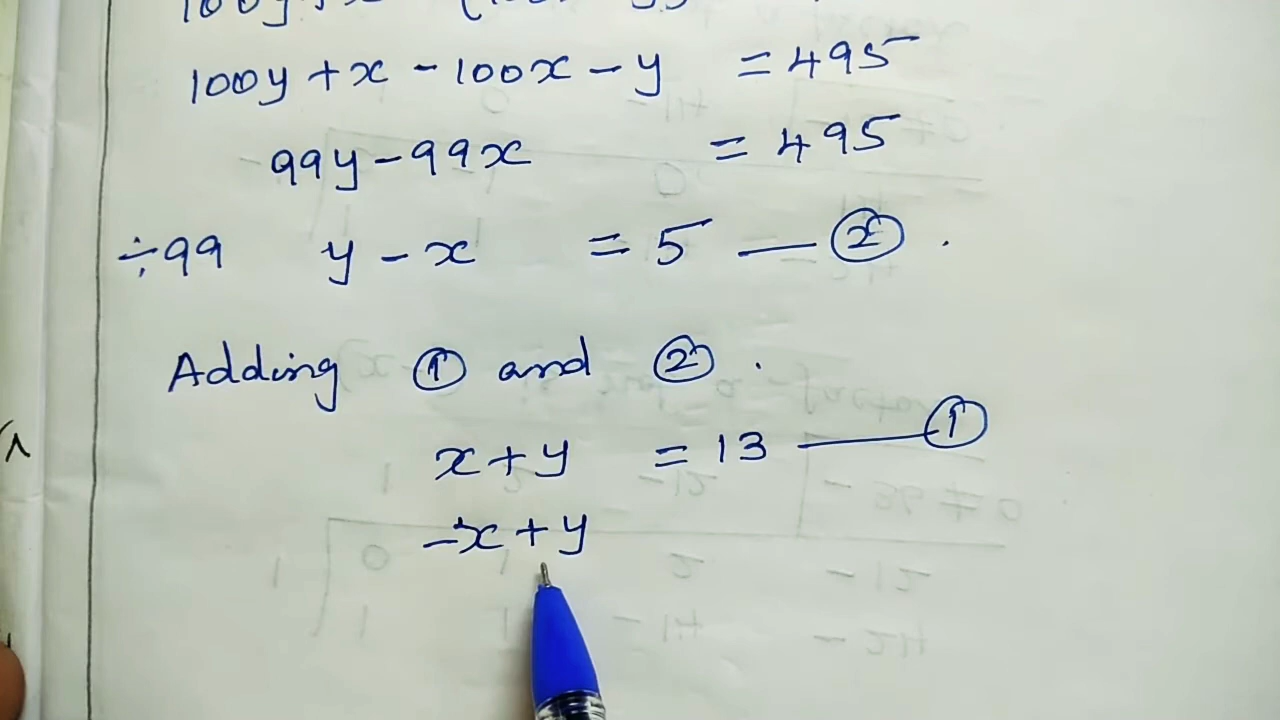 100y + x - 100x - y = 495
99y - 99x = 495
÷99 y - x = 5 — ②
Adding ① and ② .
x + y = 13 — ①
-x + y